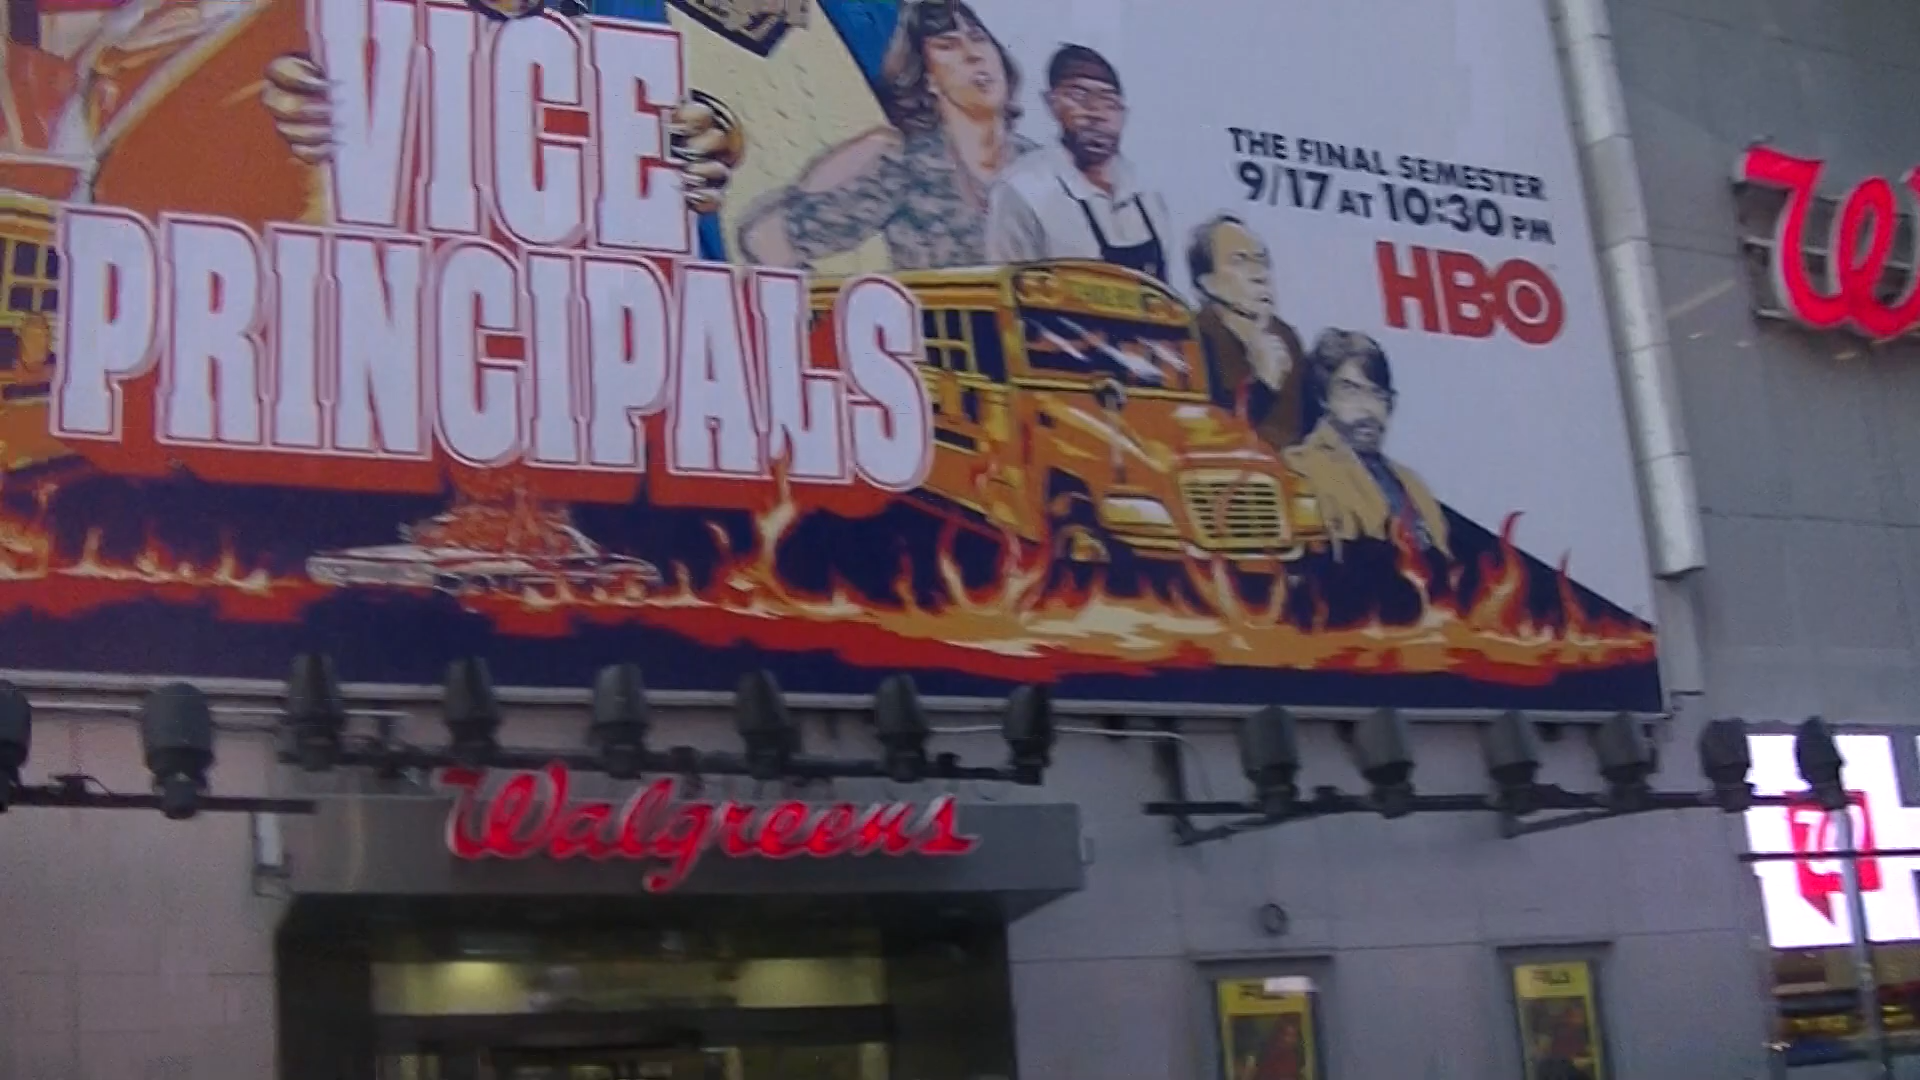 VICE
PRINCIPALS
THE FINAL SEMESTER
9/17 AT 10:30 PM
HBO
Walgreens